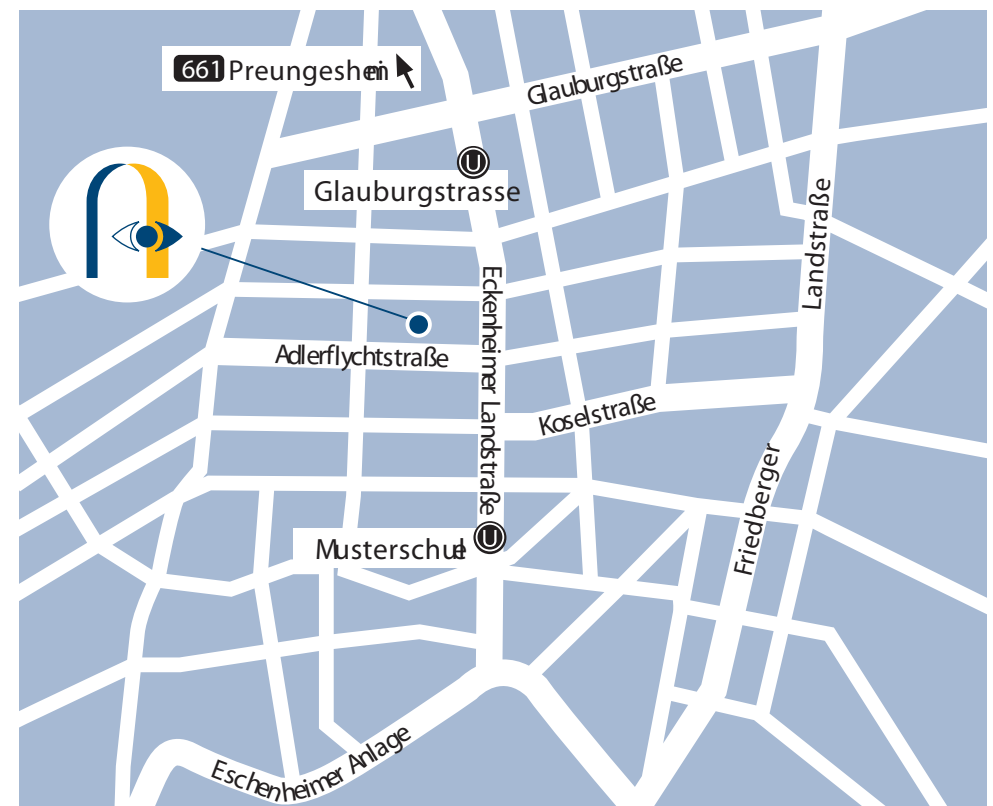 661 Preungesheim
Glauburgstraße
U
Glauburgstrasse
Landstraße
Eckenheimer Landstraße
Adlerflychtstraße
Koselstraße
Friedberger
Musterschule
U
Eschenheimer Anlage